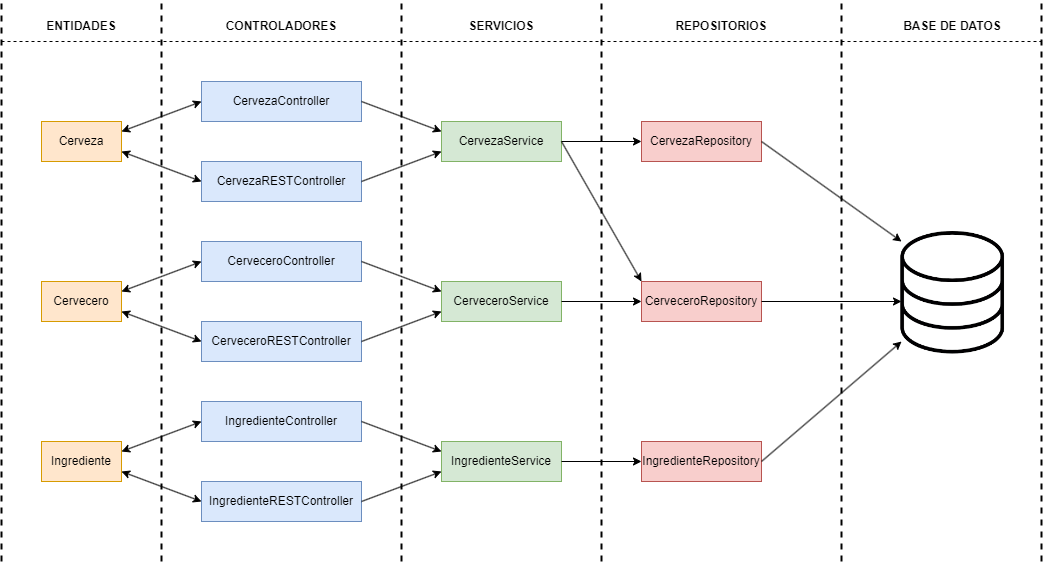 ENTIDADES
CONTROLADORES
SERVICIOS
REPOSITORIOS
BASE DE DATOS
CervezaController
Cerveza
CervezaService
CervezaRepository
CervezaRESTController
CerveceroController
Cervecero
CerveceroService
CerveceroRepository
CerveceroRESTController
IngredienteController
Ingrediente
IngredienteService
IngredienteRepository
IngredienteRESTController